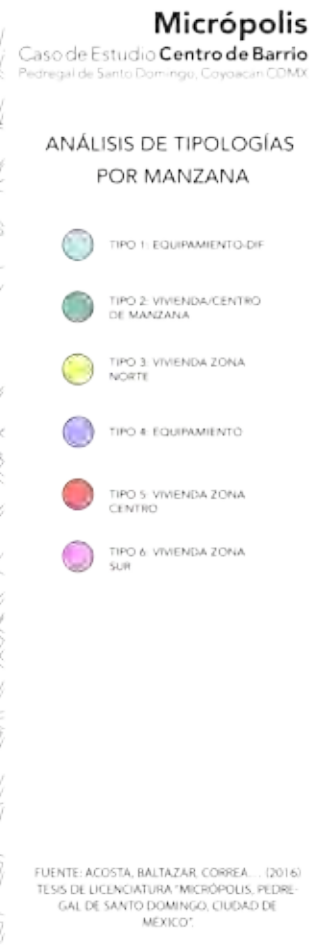 Micrópolis
Caso de Estudio Centro de Barrio
Pedregal de Santo Domingo, Coyoacan CDMX
ANÁLISIS DE TIPOLOGÍAS
POR MANZANA
TIPO 1: EQUIPAMIENTO-DIF
TIPO 2: VIVIENDA/CENTRO
DE MANZANA
TIPO 3: VIVIENDA ZONA
NORTE
TIPO 4: EQUIPAMIENTO
TIPO 5: VIVIENDA ZONA
CENTRO
TIPO 6: VIVIENDA ZONA
SUR
FUENTE: ACOSTA, BALTAZAR, CORREA... (2016)
TESIS DE LICENCIATURA "MICRÓPOLIS, PEDRE-
GAL DE SANTO DOMINGO, CIUDAD DE
MÉXICO".